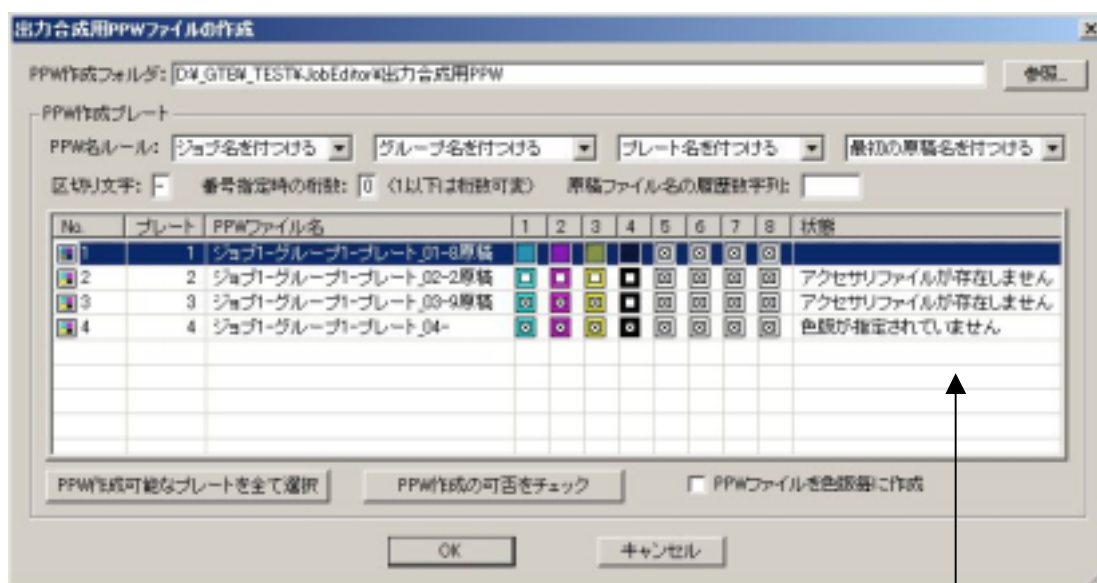 出力合成用PPWファイルの作成
PPW作成フォルダ: D¥_GTB¥_TEST¥JobEditor¥出力合成用PPW 参照...
PPW作成プレート
PPW名ルール: ジョブ名を付つける グループ名を付つける プレート名を付つける 最初の原稿名を付つける
区切り文字: - 番号指定時の桁数: 0 (1以下は桁数可変) 原稿ファイル名の履歴数字列:
No. プレート PPWファイル名 1 2 3 4 5 6 7 8 状態
1 1 ジョブ1-グループ1-プレート_01-8原稿
2 2 ジョブ1-グループ1-プレート_02-2原稿 アクセサリファイルが存在しません
3 3 ジョブ1-グループ1-プレート_03-9原稿 アクセサリファイルが存在しません
4 4 ジョブ1-グループ1-プレート_04- 色版が指定されていません
PPW作成可能なプレートを全て選択 PPW作成の可否をチェック PPWファイルを色版毎に作成
OK キャンセル